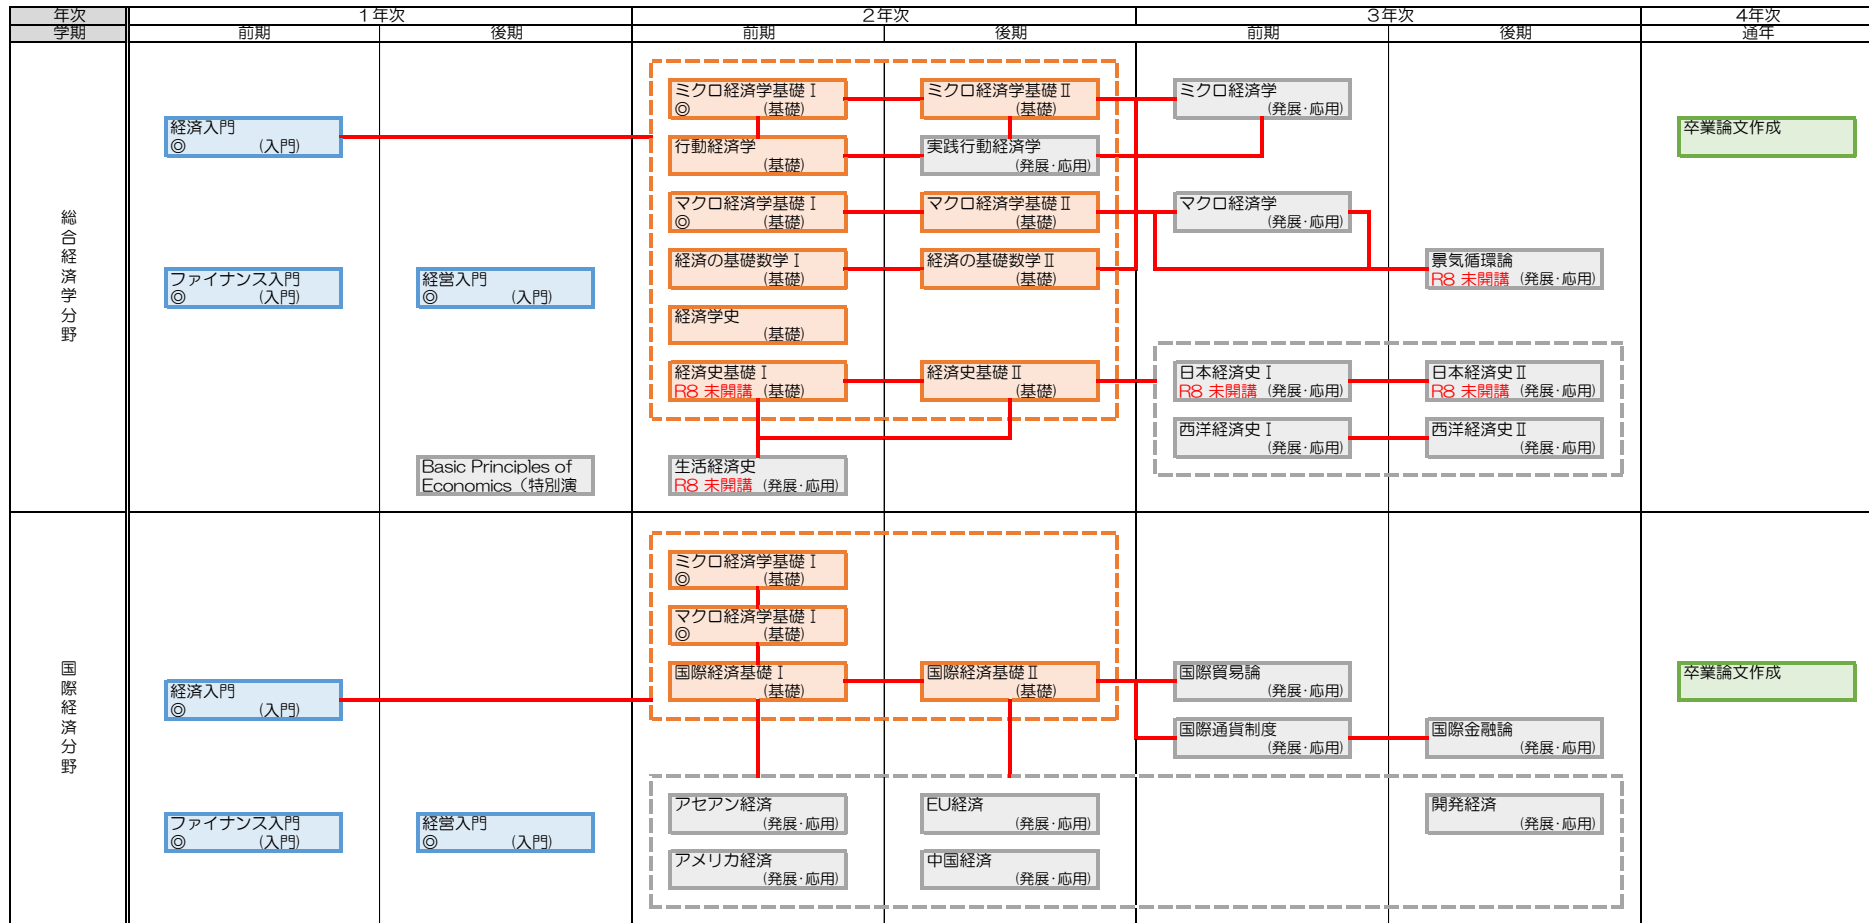 年次 1年次 2年次 3年次 4年次
学期 前期 後期 前期 後期 前期 後期 通年
総合経済学分野
経済入門
◎ (入門)
ファイナンス入門
◎ (入門)
経営入門
◎ (入門)
Basic Principles of
Economics（特別演
ミクロ経済学基礎Ⅰ
◎ (基礎)
行動経済学
(基礎)
マクロ経済学基礎Ⅰ
◎ (基礎)
経済の基礎数学Ⅰ
(基礎)
経済学史
(基礎)
経済史基礎Ⅰ
R8 未開講 (基礎)
生活経済史
R8 未開講 (発展･応用)
ミクロ経済学基礎Ⅱ
(基礎)
実践行動経済学
(発展･応用)
マクロ経済学基礎Ⅱ
(基礎)
経済の基礎数学Ⅱ
(基礎)
経済史基礎Ⅱ
(基礎)
ミクロ経済学
(発展･応用)
マクロ経済学
(発展･応用)
日本経済史Ⅰ
R8 未開講 (発展･応用)
西洋経済史Ⅰ
(発展･応用)
景気循環論
R8 未開講 (発展･応用)
日本経済史Ⅱ
R8 未開講 (発展･応用)
西洋経済史Ⅱ
(発展･応用)
卒業論文作成
国際経済分野
経済入門
◎ (入門)
ファイナンス入門
◎ (入門)
経営入門
◎ (入門)
ミクロ経済学基礎Ⅰ
◎ (基礎)
マクロ経済学基礎Ⅰ
◎ (基礎)
国際経済基礎Ⅰ
(基礎)
アセアン経済
(発展･応用)
アメリカ経済
(発展･応用)
国際経済基礎Ⅱ
(基礎)
EU経済
(発展･応用)
中国経済
(発展･応用)
国際貿易論
(発展･応用)
国際通貨制度
(発展･応用)
国際金融論
(発展･応用)
開発経済
(発展･応用)
卒業論文作成